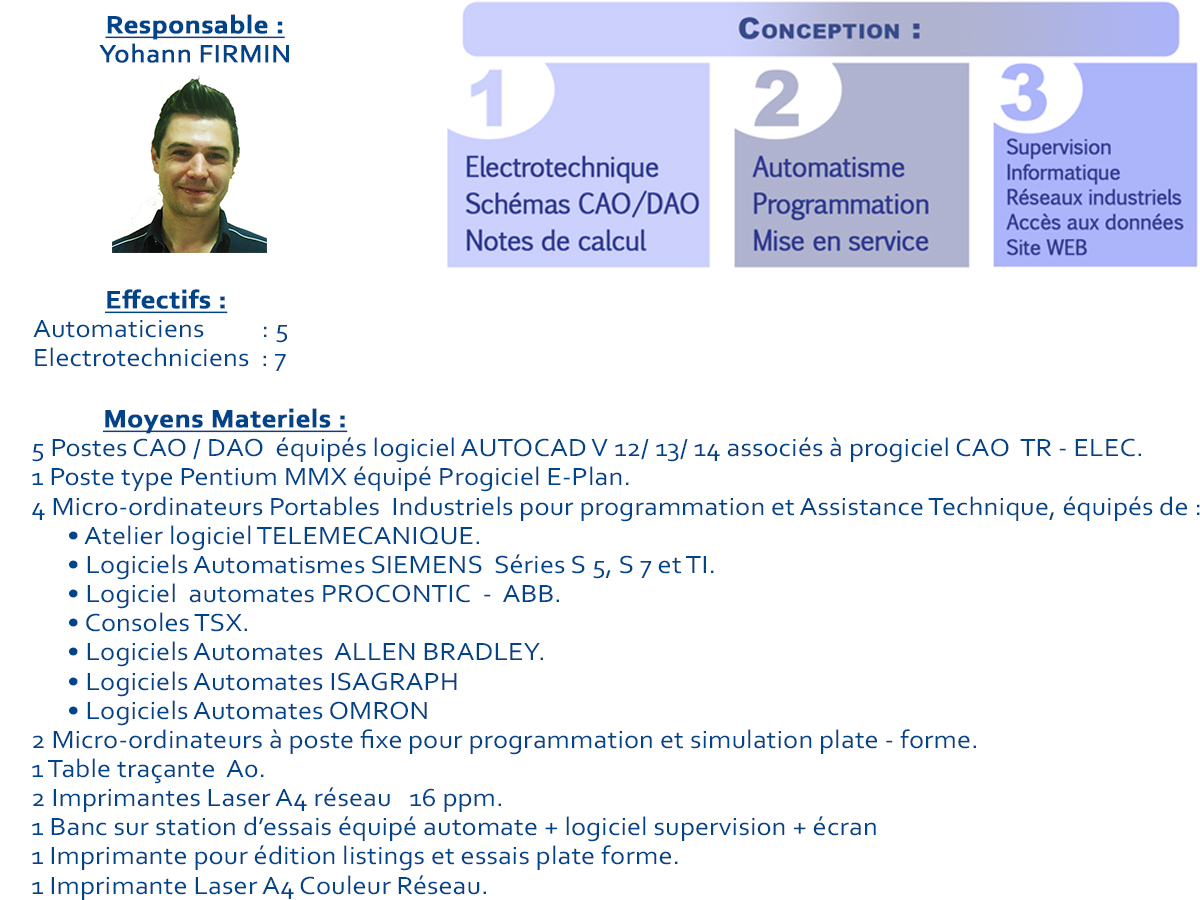 Responsable :
Yohann FIRMIN
CONCEPTION :
1
Electrotechnique
Schémas CAO/DAO
Notes de calcul
2
Automatisme
Programmation
Mise en service
3
Supervision
Informatique
Réseaux industriels
Accès aux données
Site WEB
Effectifs :
Automaticiens : 5
Electrotechniciens : 7
Moyens Materiels :
5 Postes CAO / DAO équipés logiciel AUTOCAD V 12/ 13/ 14 associés à progiciel CAO TR - ELEC.
1 Poste type Pentium MMX équipé Progiciel E-Plan.
4 Micro-ordinateurs Portables Industriels pour programmation et Assistance Technique, équipés de :
• Atelier logiciel TELEMECANIQUE.
• Logiciels Automatismes SIEMENS Séries S 5, S 7 et TI.
• Logiciel automates PROCONTIC - ABB.
• Consoles TSX.
• Logiciels Automates ALLEN BRADLEY.
• Logiciels Automates ISAGRAPH
• Logiciels Automates OMRON
2 Micro-ordinateurs à poste fixe pour programmation et simulation plate - forme.
1 Table traçante A0.
2 Imprimantes Laser A4 réseau 16 ppm.
1 Banc sur station d'essais équipé automate + logiciel supervision + écran
1 Imprimante pour édition listings et essais plate forme.
1 Imprimante Laser A4 Couleur Réseau.